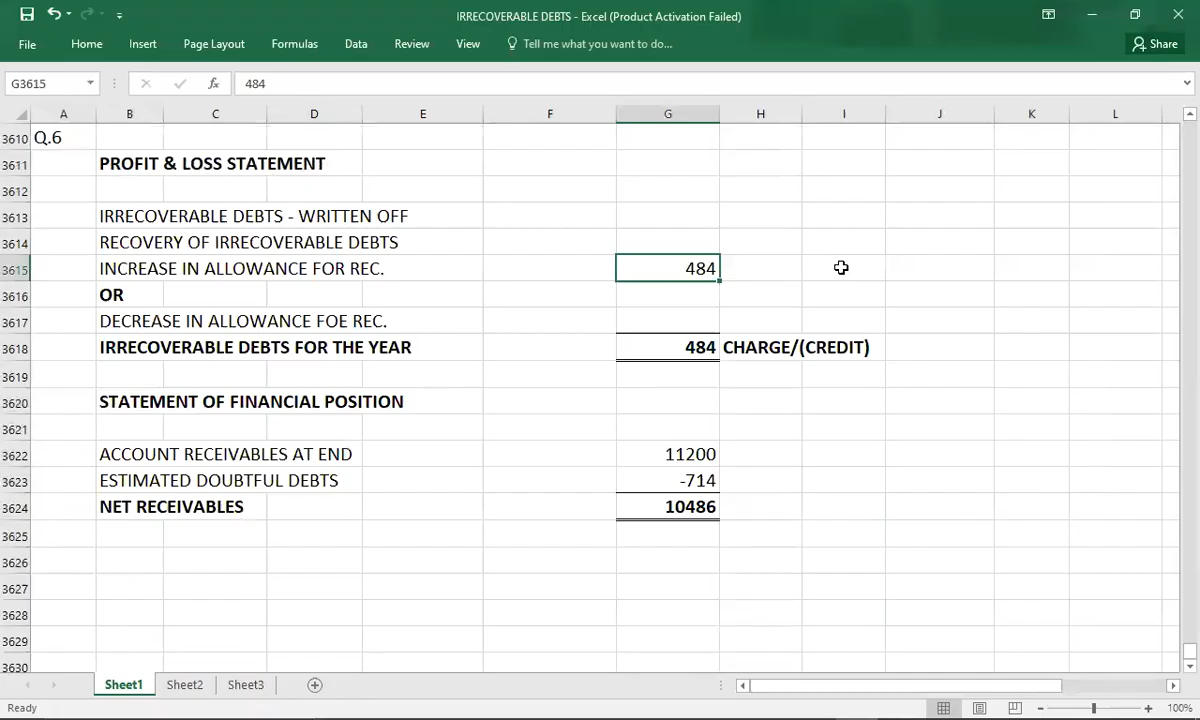 IRRECOVERABLE DEBTS - Excel (Product Activation Failed)
File Home Insert Page Layout Formulas Data Review View Tell me what you want to do... Share
G3615 fx 484
A B C D E F G H I J K L
3610 Q.6
3611 PROFIT & LOSS STATEMENT
3612
3613 IRRECOVERABLE DEBTS - WRITTEN OFF
3614 RECOVERY OF IRRECOVERABLE DEBTS
3615 INCREASE IN ALLOWANCE FOR REC. 484
3616 OR
3617 DECREASE IN ALLOWANCE FOE REC.
3618 IRRECOVERABLE DEBTS FOR THE YEAR 484 CHARGE/(CREDIT)
3619
3620 STATEMENT OF FINANCIAL POSITION
3621
3622 ACCOUNT RECEIVABLES AT END 11200
3623 ESTIMATED DOUBTFUL DEBTS -714
3624 NET RECEIVABLES 10486
3625
3626
3627
3628
3629
3630
Sheet1 Sheet2 Sheet3
Ready 100%